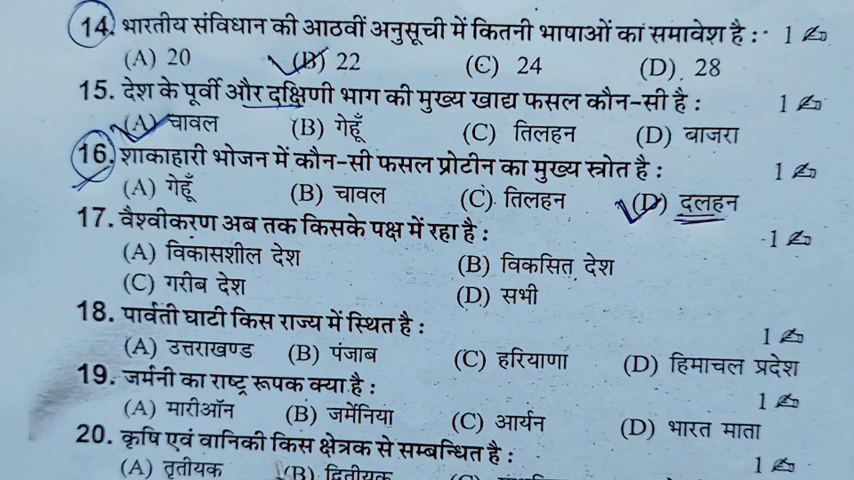 14. भारतीय संविधान की आठवीं अनुसूची में कितनी भाषाओं का समावेश है : 1
(A) 20 (B) 22 (C) 24 (D) 28
15. देश के पूर्वी और दक्षिणी भाग की मुख्य खाद्य फसल कौन-सी है : 1
(A) चावल (B) गेहूँ (C) तिलहन (D) बाजरा
16. शाकाहारी भोजन में कौन-सी फसल प्रोटीन का मुख्य स्त्रोत है : 1
(A) गेहूँ (B) चावल (C) तिलहन (D) दलहन
17. वैश्वीकरण अब तक किसके पक्ष में रहा है : 1
(A) विकासशील देश (B) विकसित देश
(C) गरीब देश (D) सभी
18. पार्वती घाटी किस राज्य में स्थित है : 1
(A) उत्तराखण्ड (B) पंजाब (C) हरियाणा (D) हिमाचल प्रदेश
19. जर्मनी का राष्ट्र रूपक क्या है : 1
(A) मारीऑन (B) जर्मेनिया (C) आर्यन (D) भारत माता
20. कृषि एवं वानिकी किस क्षेत्रक से सम्बन्धित है : 1
(A) तृतीयक (B) द्वितीयक